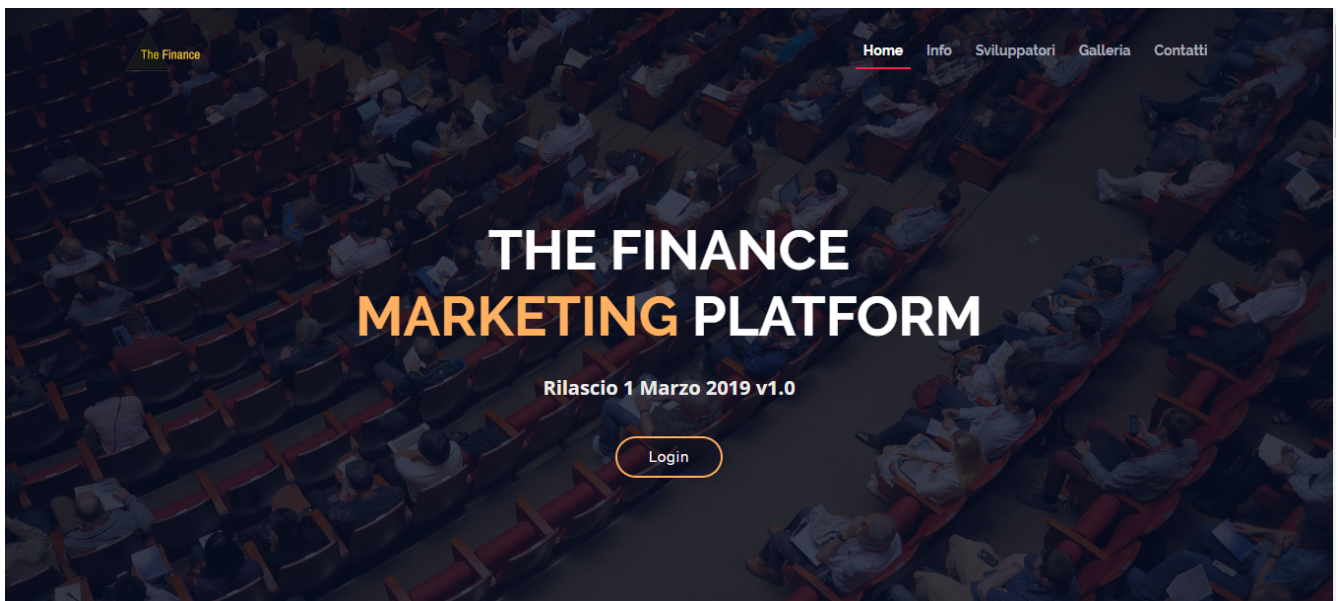 The Finance
Home Info Sviluppatori Galleria Contatti
THE FINANCE
MARKETING PLATFORM
Rilascio 1 Marzo 2019 v1.0
Login